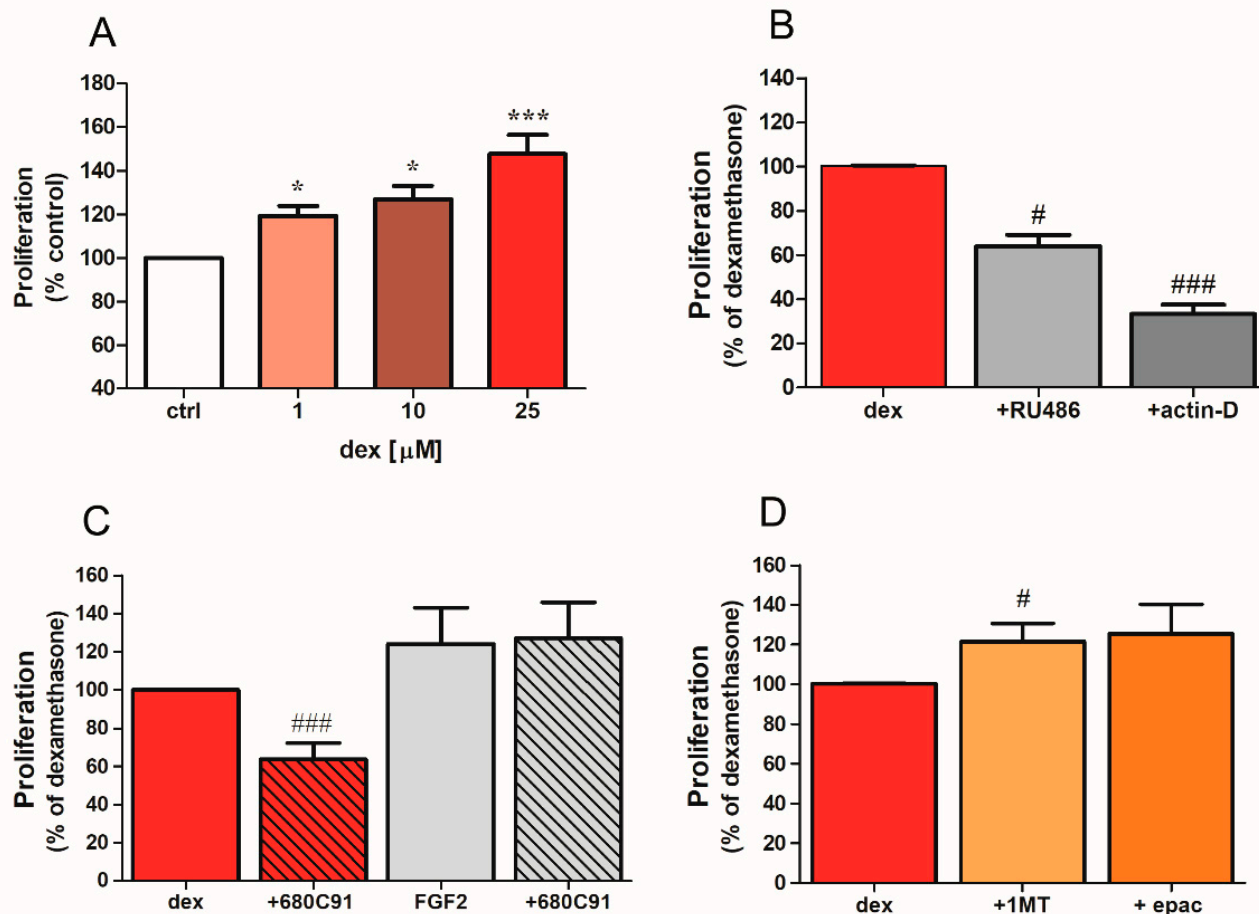 A
Proliferation
(% control)
180
160
140
120
100
80
60
40
*
*
***
ctrl
1
10
25
dex [µM]
B
Proliferation
(% of dexamethasone)
140
120
100
80
60
40
20
0
#
###
dex
+RU486
+actin-D
C
Proliferation
(% of dexamethasone)
160
140
120
100
80
60
40
20
0
###
dex
+680C91
FGF2
+680C91
D
Proliferation
(% of dexamethasone)
160
140
120
100
80
60
40
20
0
#
dex
+1MT
+ epac